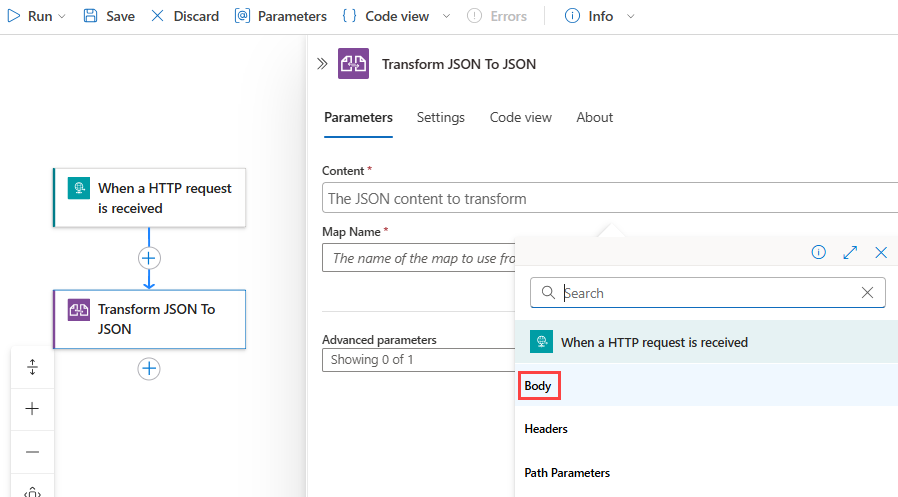 Run Save Discard Parameters Code view Errors Info
Transform JSON To JSON
Parameters Settings Code view About
When a HTTP request
is received
Transform JSON To
JSON
Content *
The JSON content to transform
Map Name *
The name of the map to use fro
Advanced parameters
Showing 0 of 1
Search
When a HTTP request is received
Body
Headers
Path Parameters